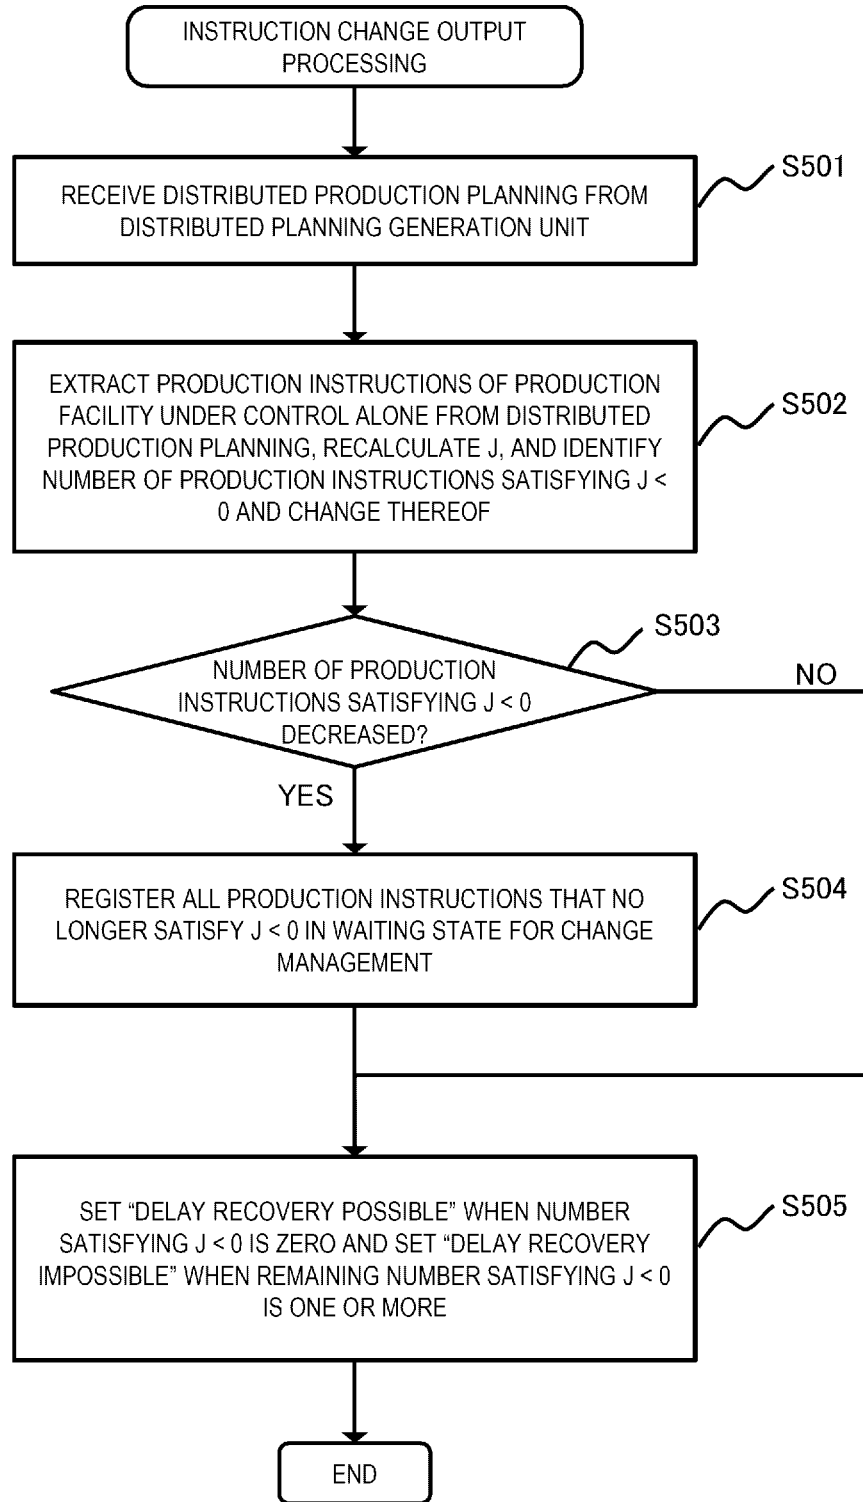 INSTRUCTION CHANGE OUTPUT
PROCESSING
S501
RECEIVE DISTRIBUTED PRODUCTION PLANNING FROM
DISTRIBUTED PLANNING GENERATION UNIT
S502
EXTRACT PRODUCTION INSTRUCTIONS OF PRODUCTION
FACILITY UNDER CONTROL ALONE FROM DISTRIBUTED
PRODUCTION PLANNING, RECALCULATE J, AND IDENTIFY
NUMBER OF PRODUCTION INSTRUCTIONS SATISFYING J <
0 AND CHANGE THEREOF
S503
NUMBER OF PRODUCTION
INSTRUCTIONS SATISFYING J < 0
DECREASED?
NO
YES
S504
REGISTER ALL PRODUCTION INSTRUCTIONS THAT NO
LONGER SATISFY J < 0 IN WAITING STATE FOR CHANGE
MANAGEMENT
S505
SET “DELAY RECOVERY POSSIBLE” WHEN NUMBER
SATISFYING J < 0 IS ZERO AND SET “DELAY RECOVERY
IMPOSSIBLE” WHEN REMAINING NUMBER SATISFYING J < 0
IS ONE OR MORE
END